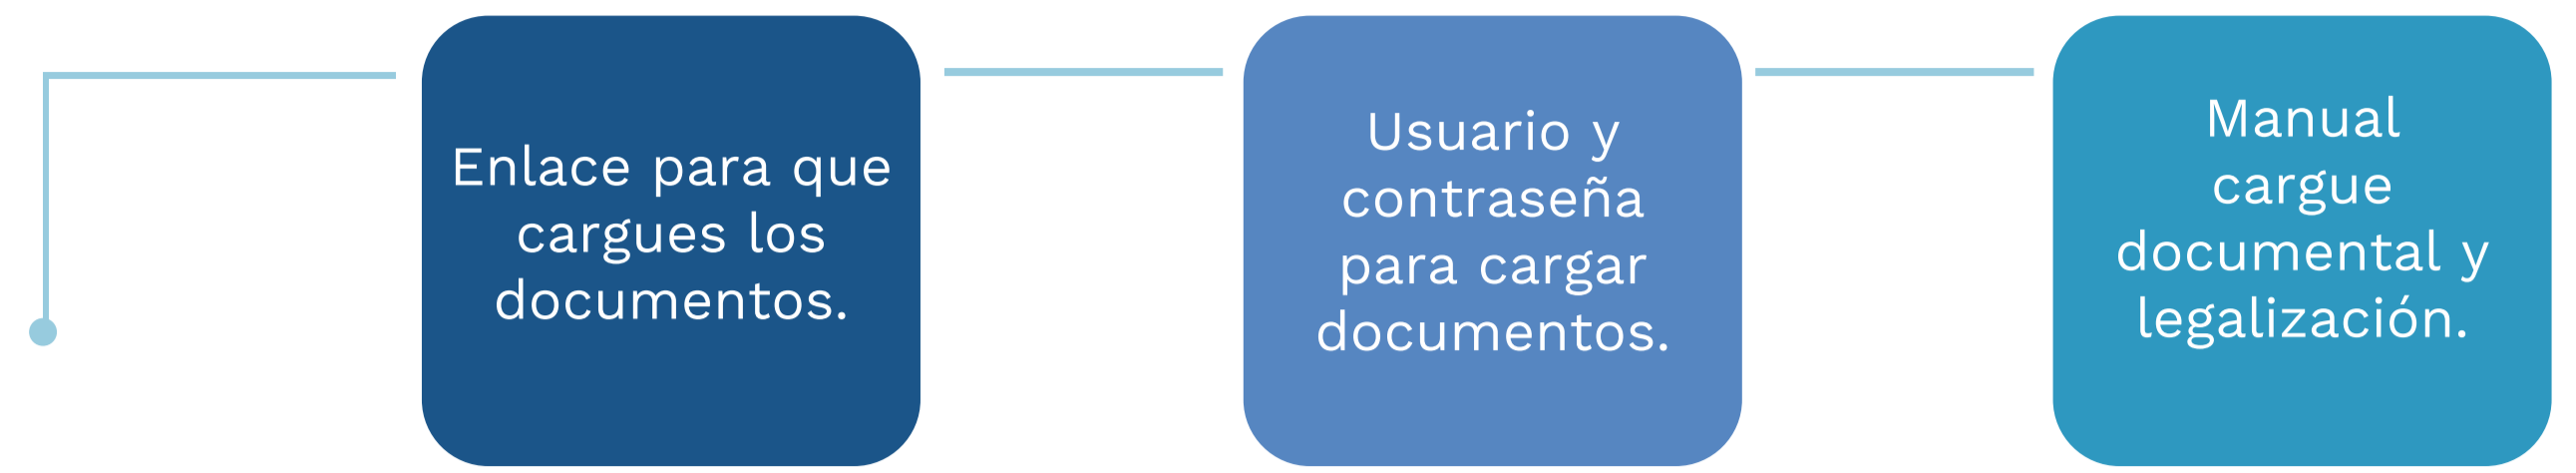 Enlace para que
cargues los
documentos.
Usuario y
contraseña
para cargar
documentos.
Manual
cargue
documental y
legalización.